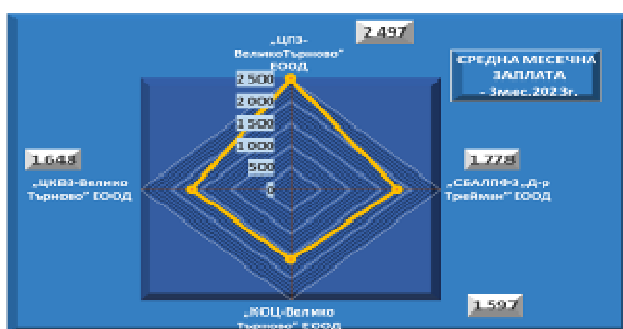 2.497
„ЦПЗ-
ВеликоТърново"
ЕООД
СРЕДНА МЕСЕЧНА
ЗАПЛАТА
- 3мес.2023г.
2 500
2 000
1 500
1 000
500
0
1.648
„ЦКВЗ-Велико
Търново" ЕООД
1.778
„СБАЛПФЗ„Д-р
Трейман" ЕООД
„КОЦ-Велико
Търново" ЕООД
1.597